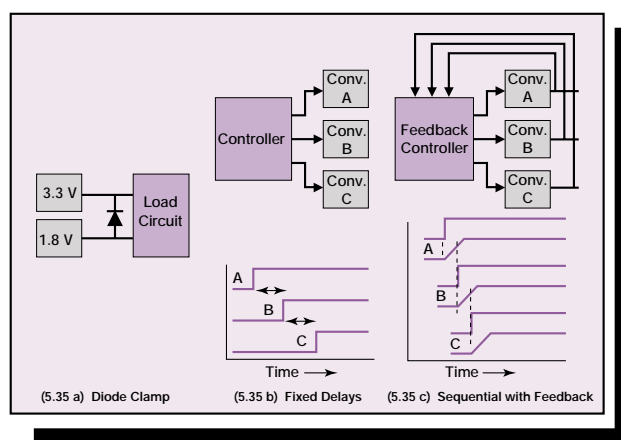 3.3 V
1.8 V
Load
Circuit
(5.35 a) Diode Clamp
Controller
Conv.
A
Conv.
B
Conv.
C
A
B
C
Time
(5.35 b) Fixed Delays
Feedback
Controller
Conv.
A
Conv.
B
Conv.
C
A
B
C
Time
(5.35 c) Sequential with Feedback